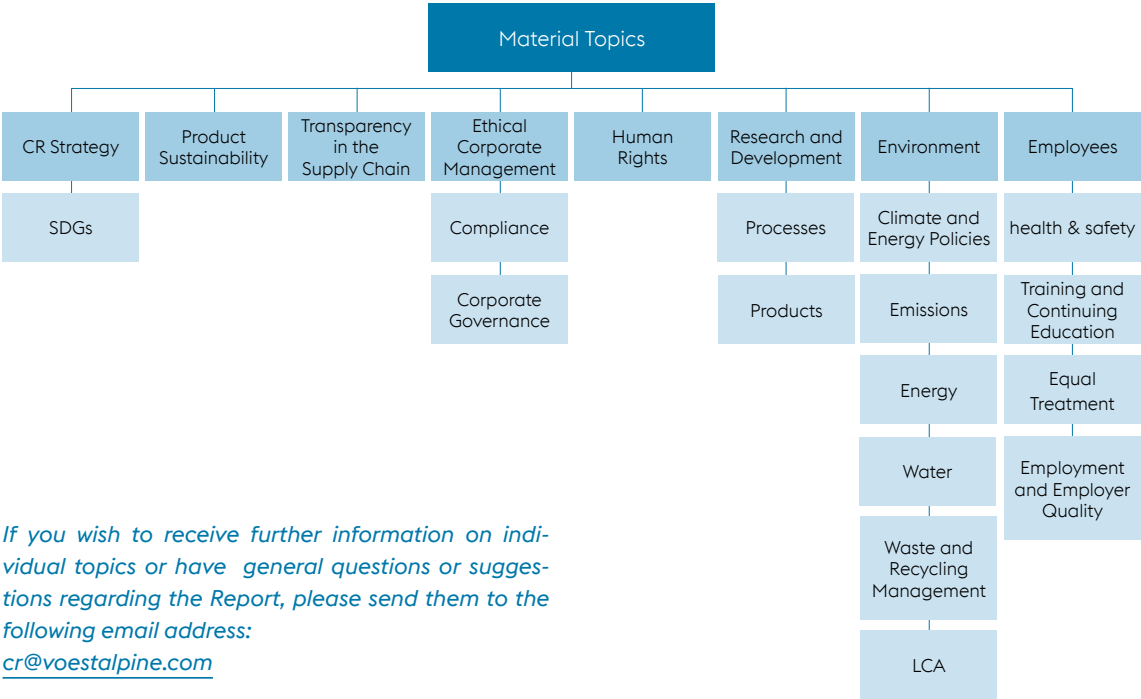 Material Topics
CR Strategy
Product
Sustainability
Transparency
in the
Supply Chain
Ethical
Corporate
Management
Human
Rights
Research and
Development
Environment
Employees
SDGs
Compliance
Corporate
Governance
Processes
Products
Climate and
Energy Policies
Emissions
Energy
Water
Waste and
Recycling
Management
LCA
health & safety
Training and
Continuing
Education
Equal
Treatment
Employment
and Employer
Quality
If you wish to receive further information on indi-
vidual topics or have general questions or sugges-
tions regarding the Report, please send them to the
following email address:
cr@voestalpine.com